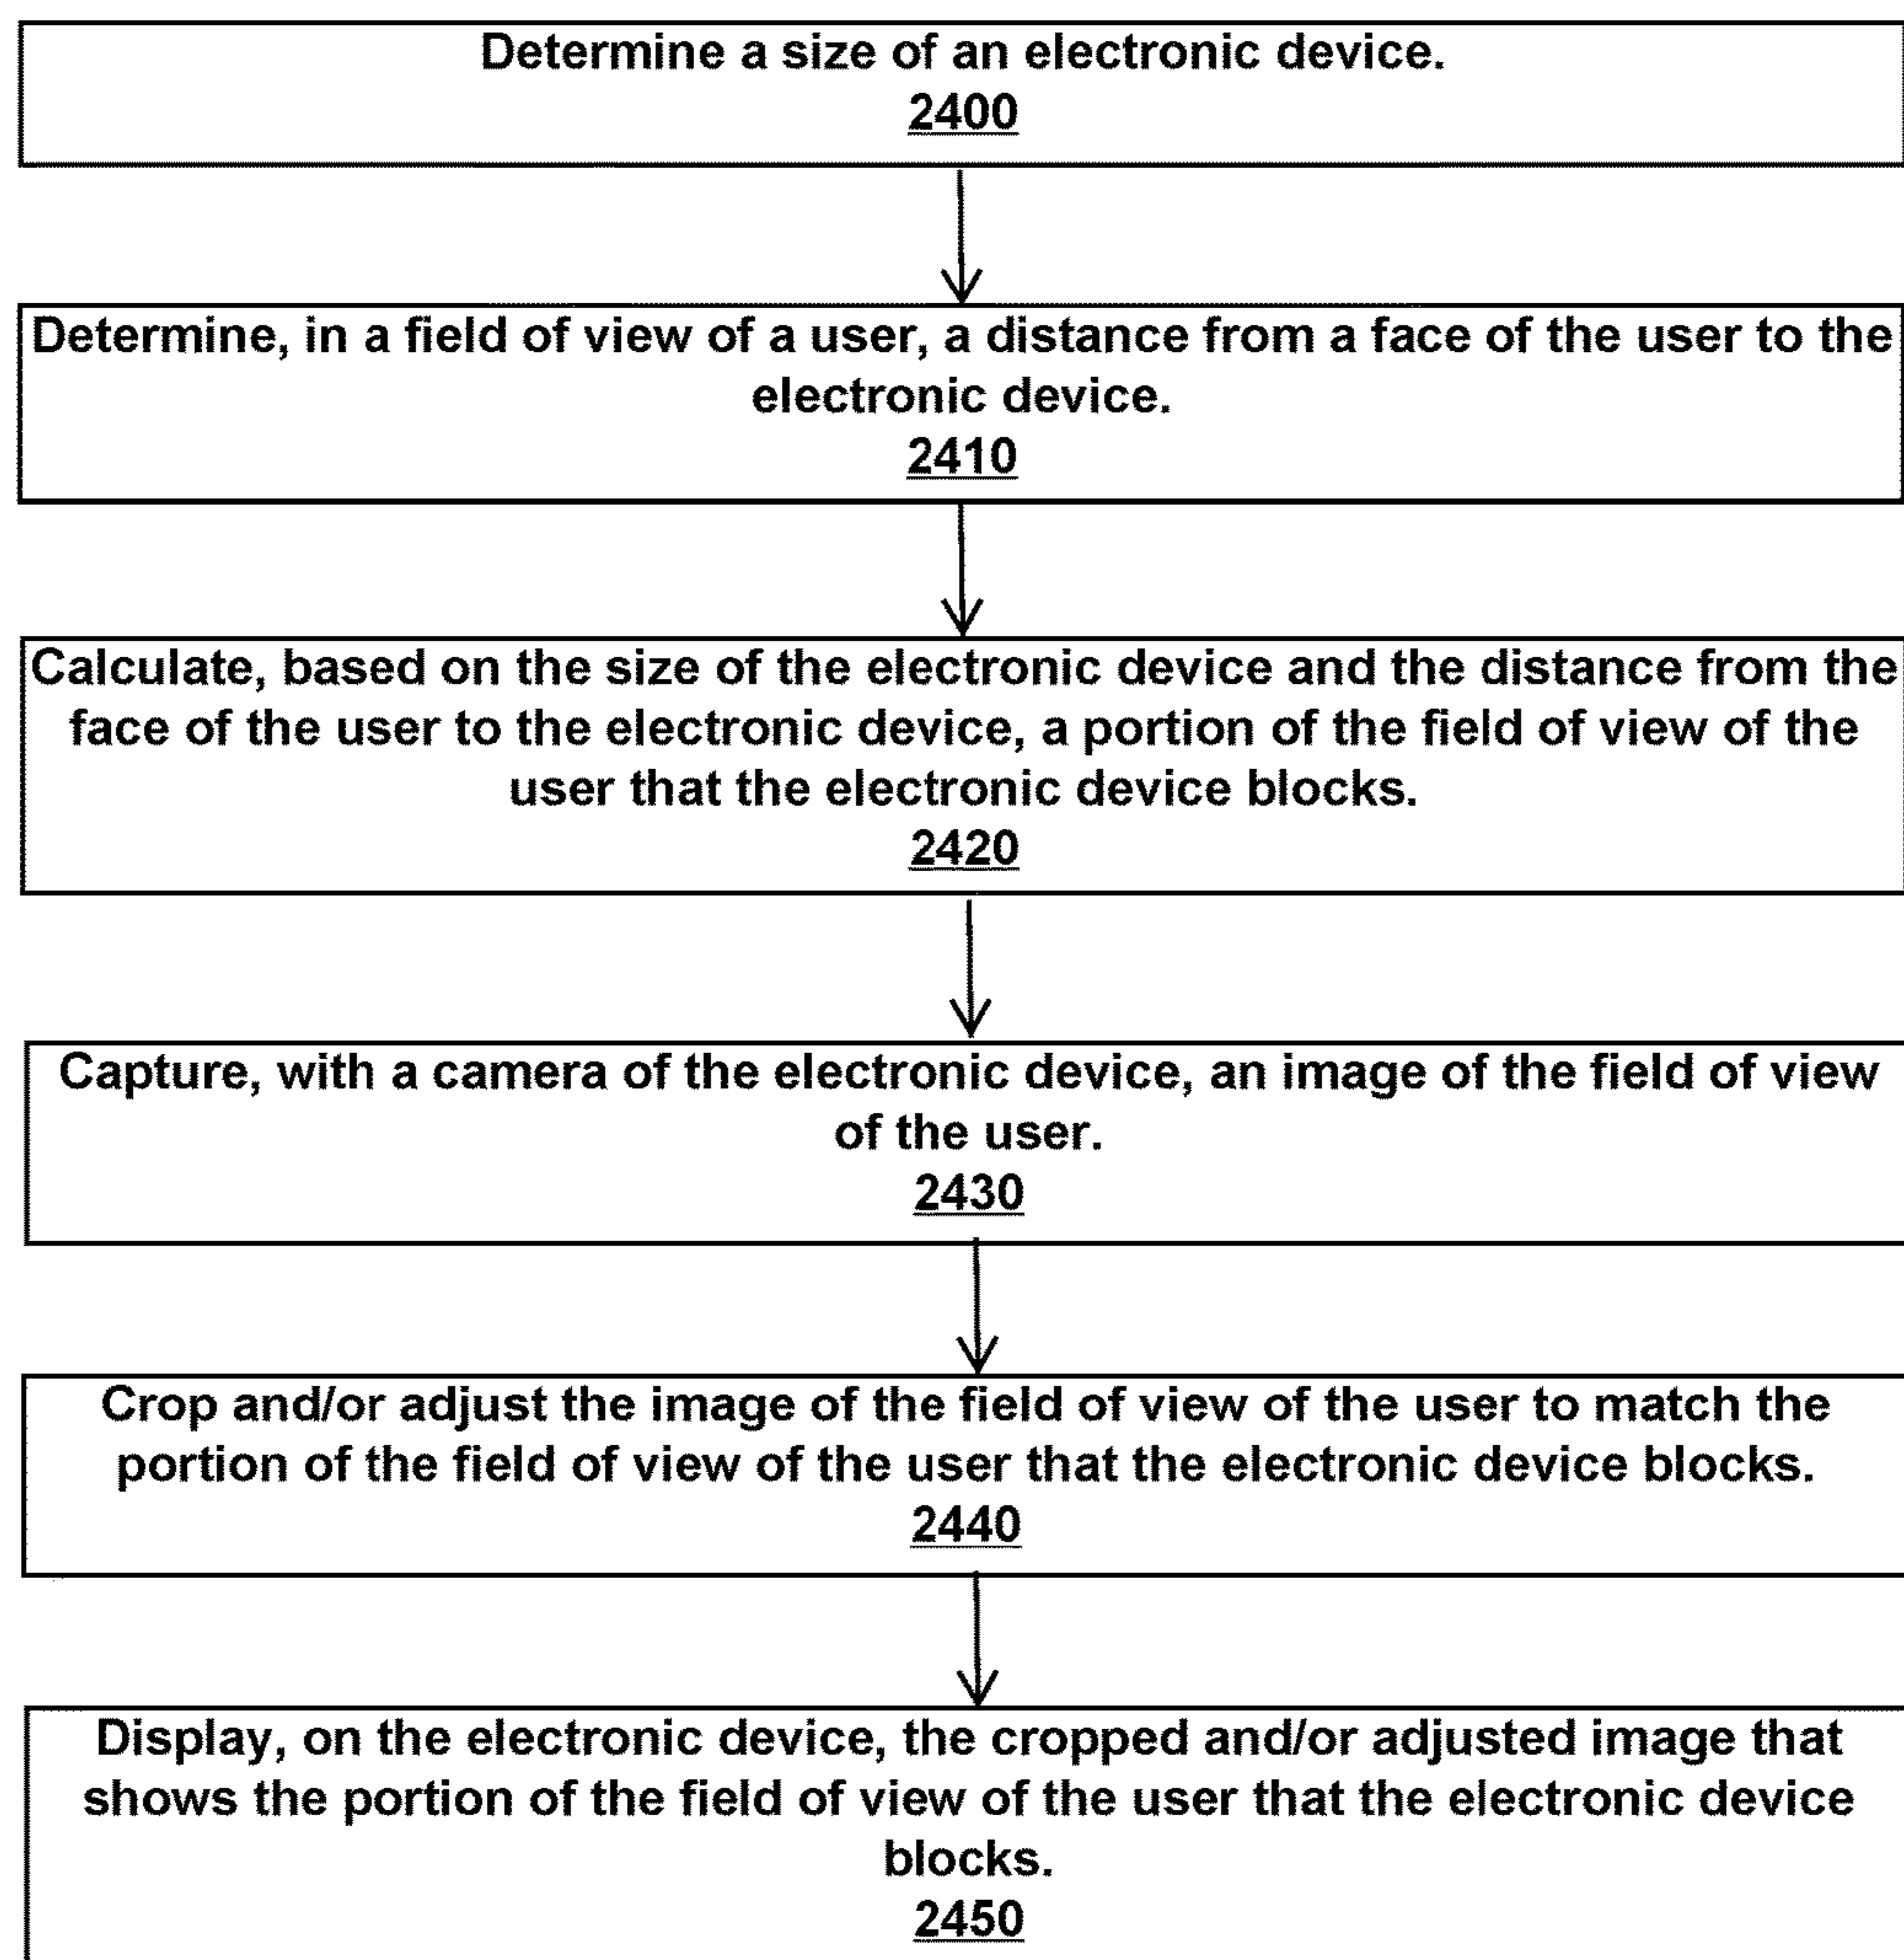 Determine a size of an electronic device.
2400
Determine, in a field of view of a user, a distance from a face of the user to the
electronic device.
2410
Calculate, based on the size of the electronic device and the distance from the
face of the user to the electronic device, a portion of the field of view of the
user that the electronic device blocks.
2420
Capture, with a camera of the electronic device, an image of the field of view
of the user.
2430
Crop and/or adjust the image of the field of view of the user to match the
portion of the field of view of the user that the electronic device blocks.
2440
Display, on the electronic device, the cropped and/or adjusted image that
shows the portion of the field of view of the user that the electronic device
blocks.
2450